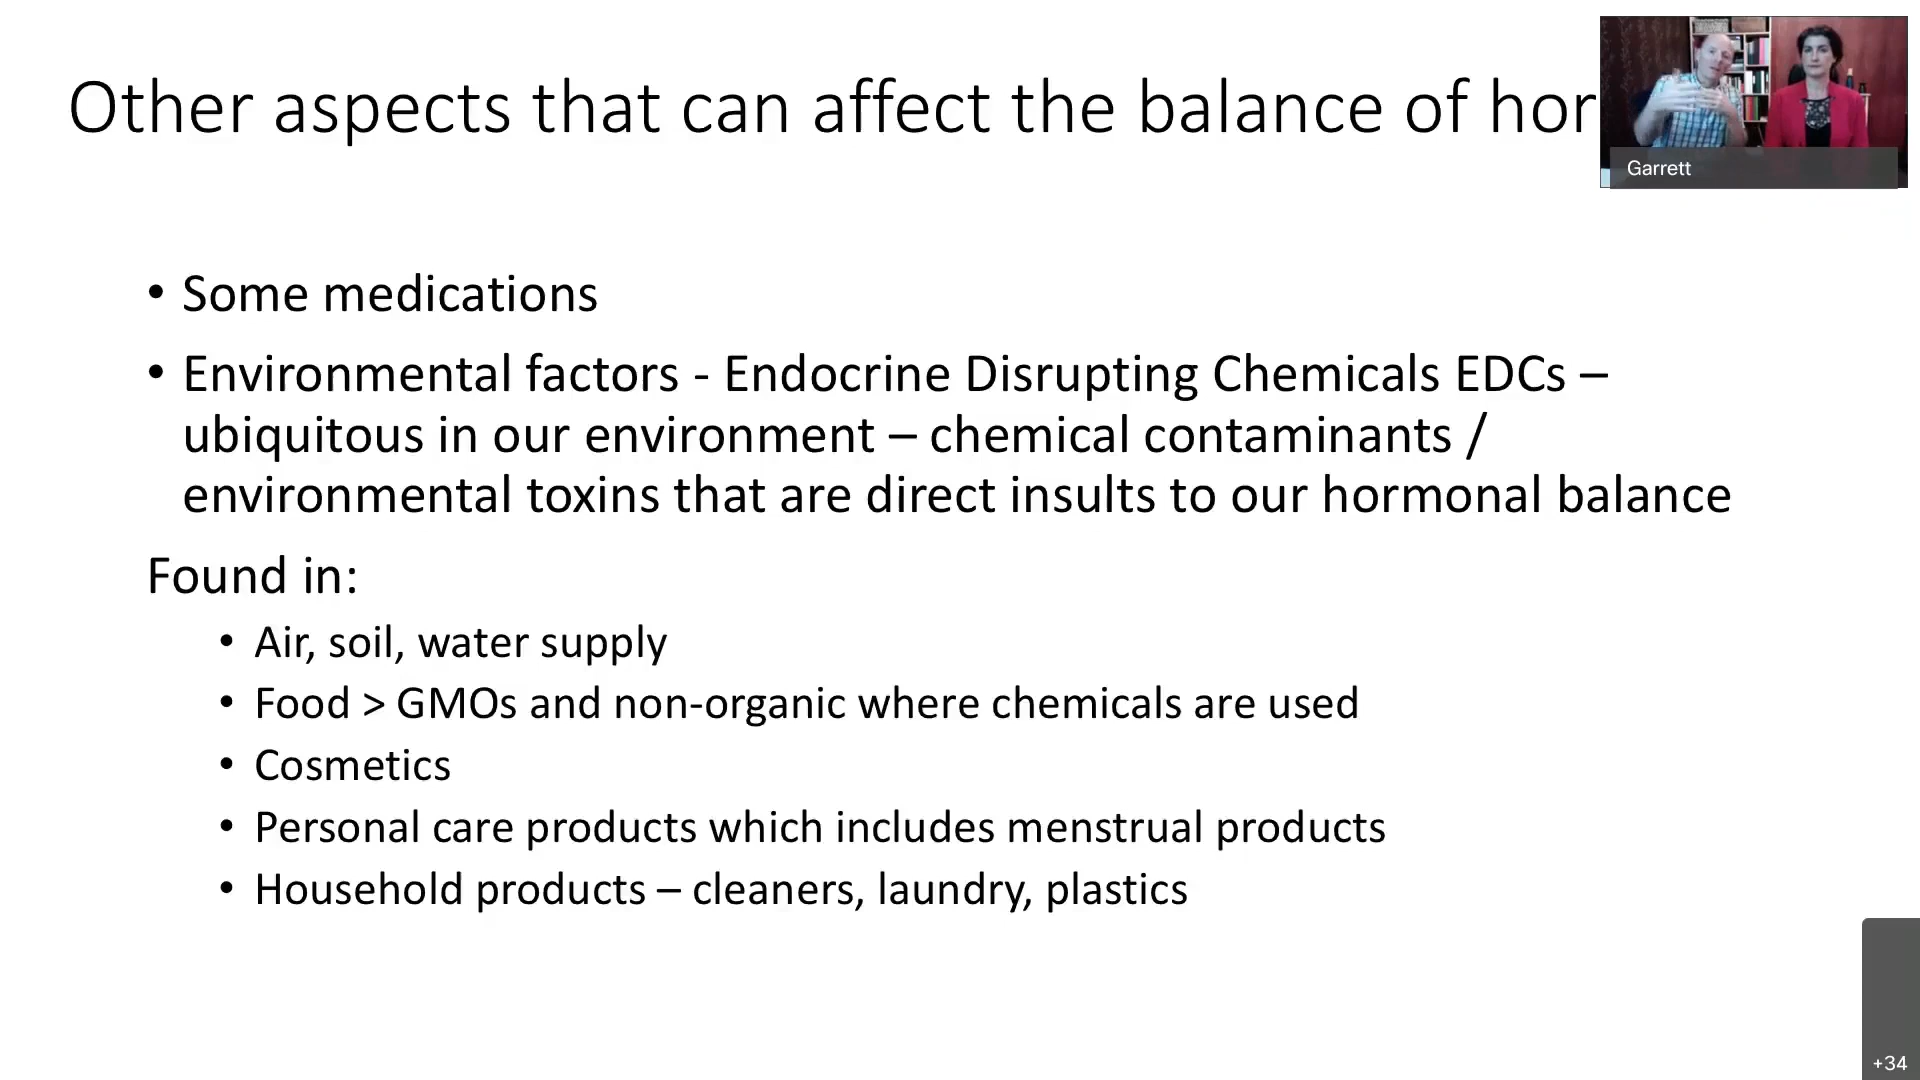 Other aspects that can affect the balance of hor
Garrett
• Some medications
• Environmental factors - Endocrine Disrupting Chemicals EDCs –
ubiquitous in our environment – chemical contaminants /
environmental toxins that are direct insults to our hormonal balance
Found in:
• Air, soil, water supply
• Food > GMOs and non-organic where chemicals are used
• Cosmetics
• Personal care products which includes menstrual products
• Household products – cleaners, laundry, plastics
+34